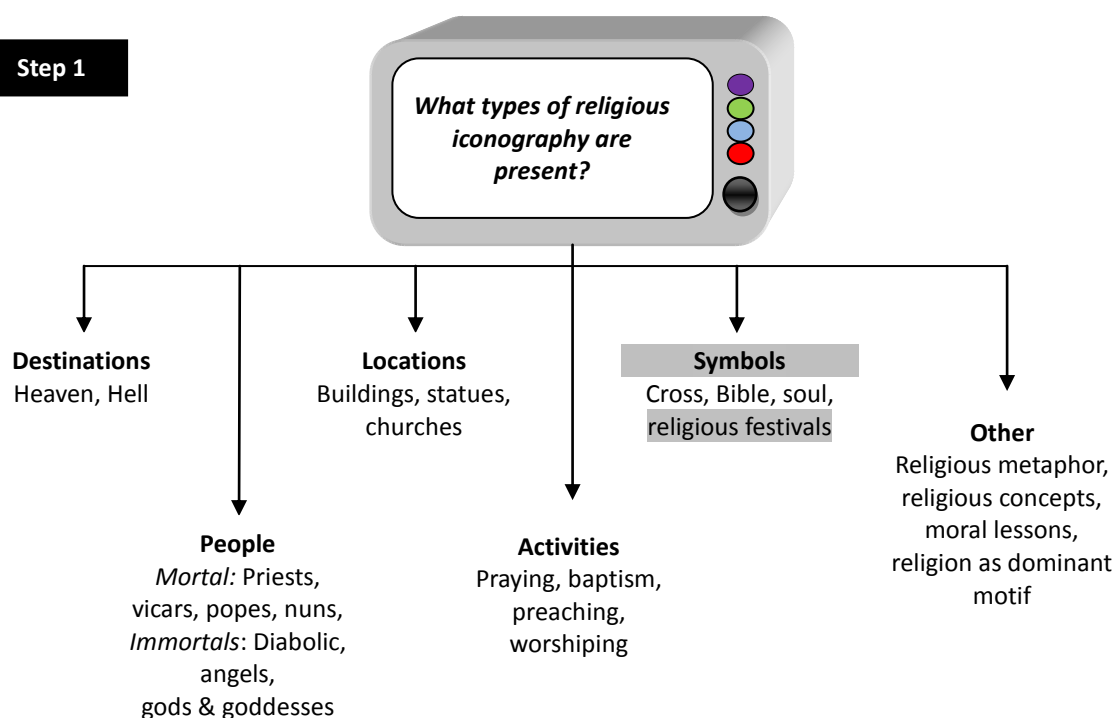 Step 1
What types of religious
iconography are
present?
Destinations
Heaven, Hell
Locations
Buildings, statues,
churches
Symbols
Cross, Bible, soul,
religious festivals
Other
Religious metaphor,
religious concepts,
moral lessons,
religion as dominant
motif
People
Mortal: Priests,
vicars, popes, nuns,
Immortals: Diabolic,
angels,
gods & goddesses
Activities
Praying, baptism,
preaching,
worshiping